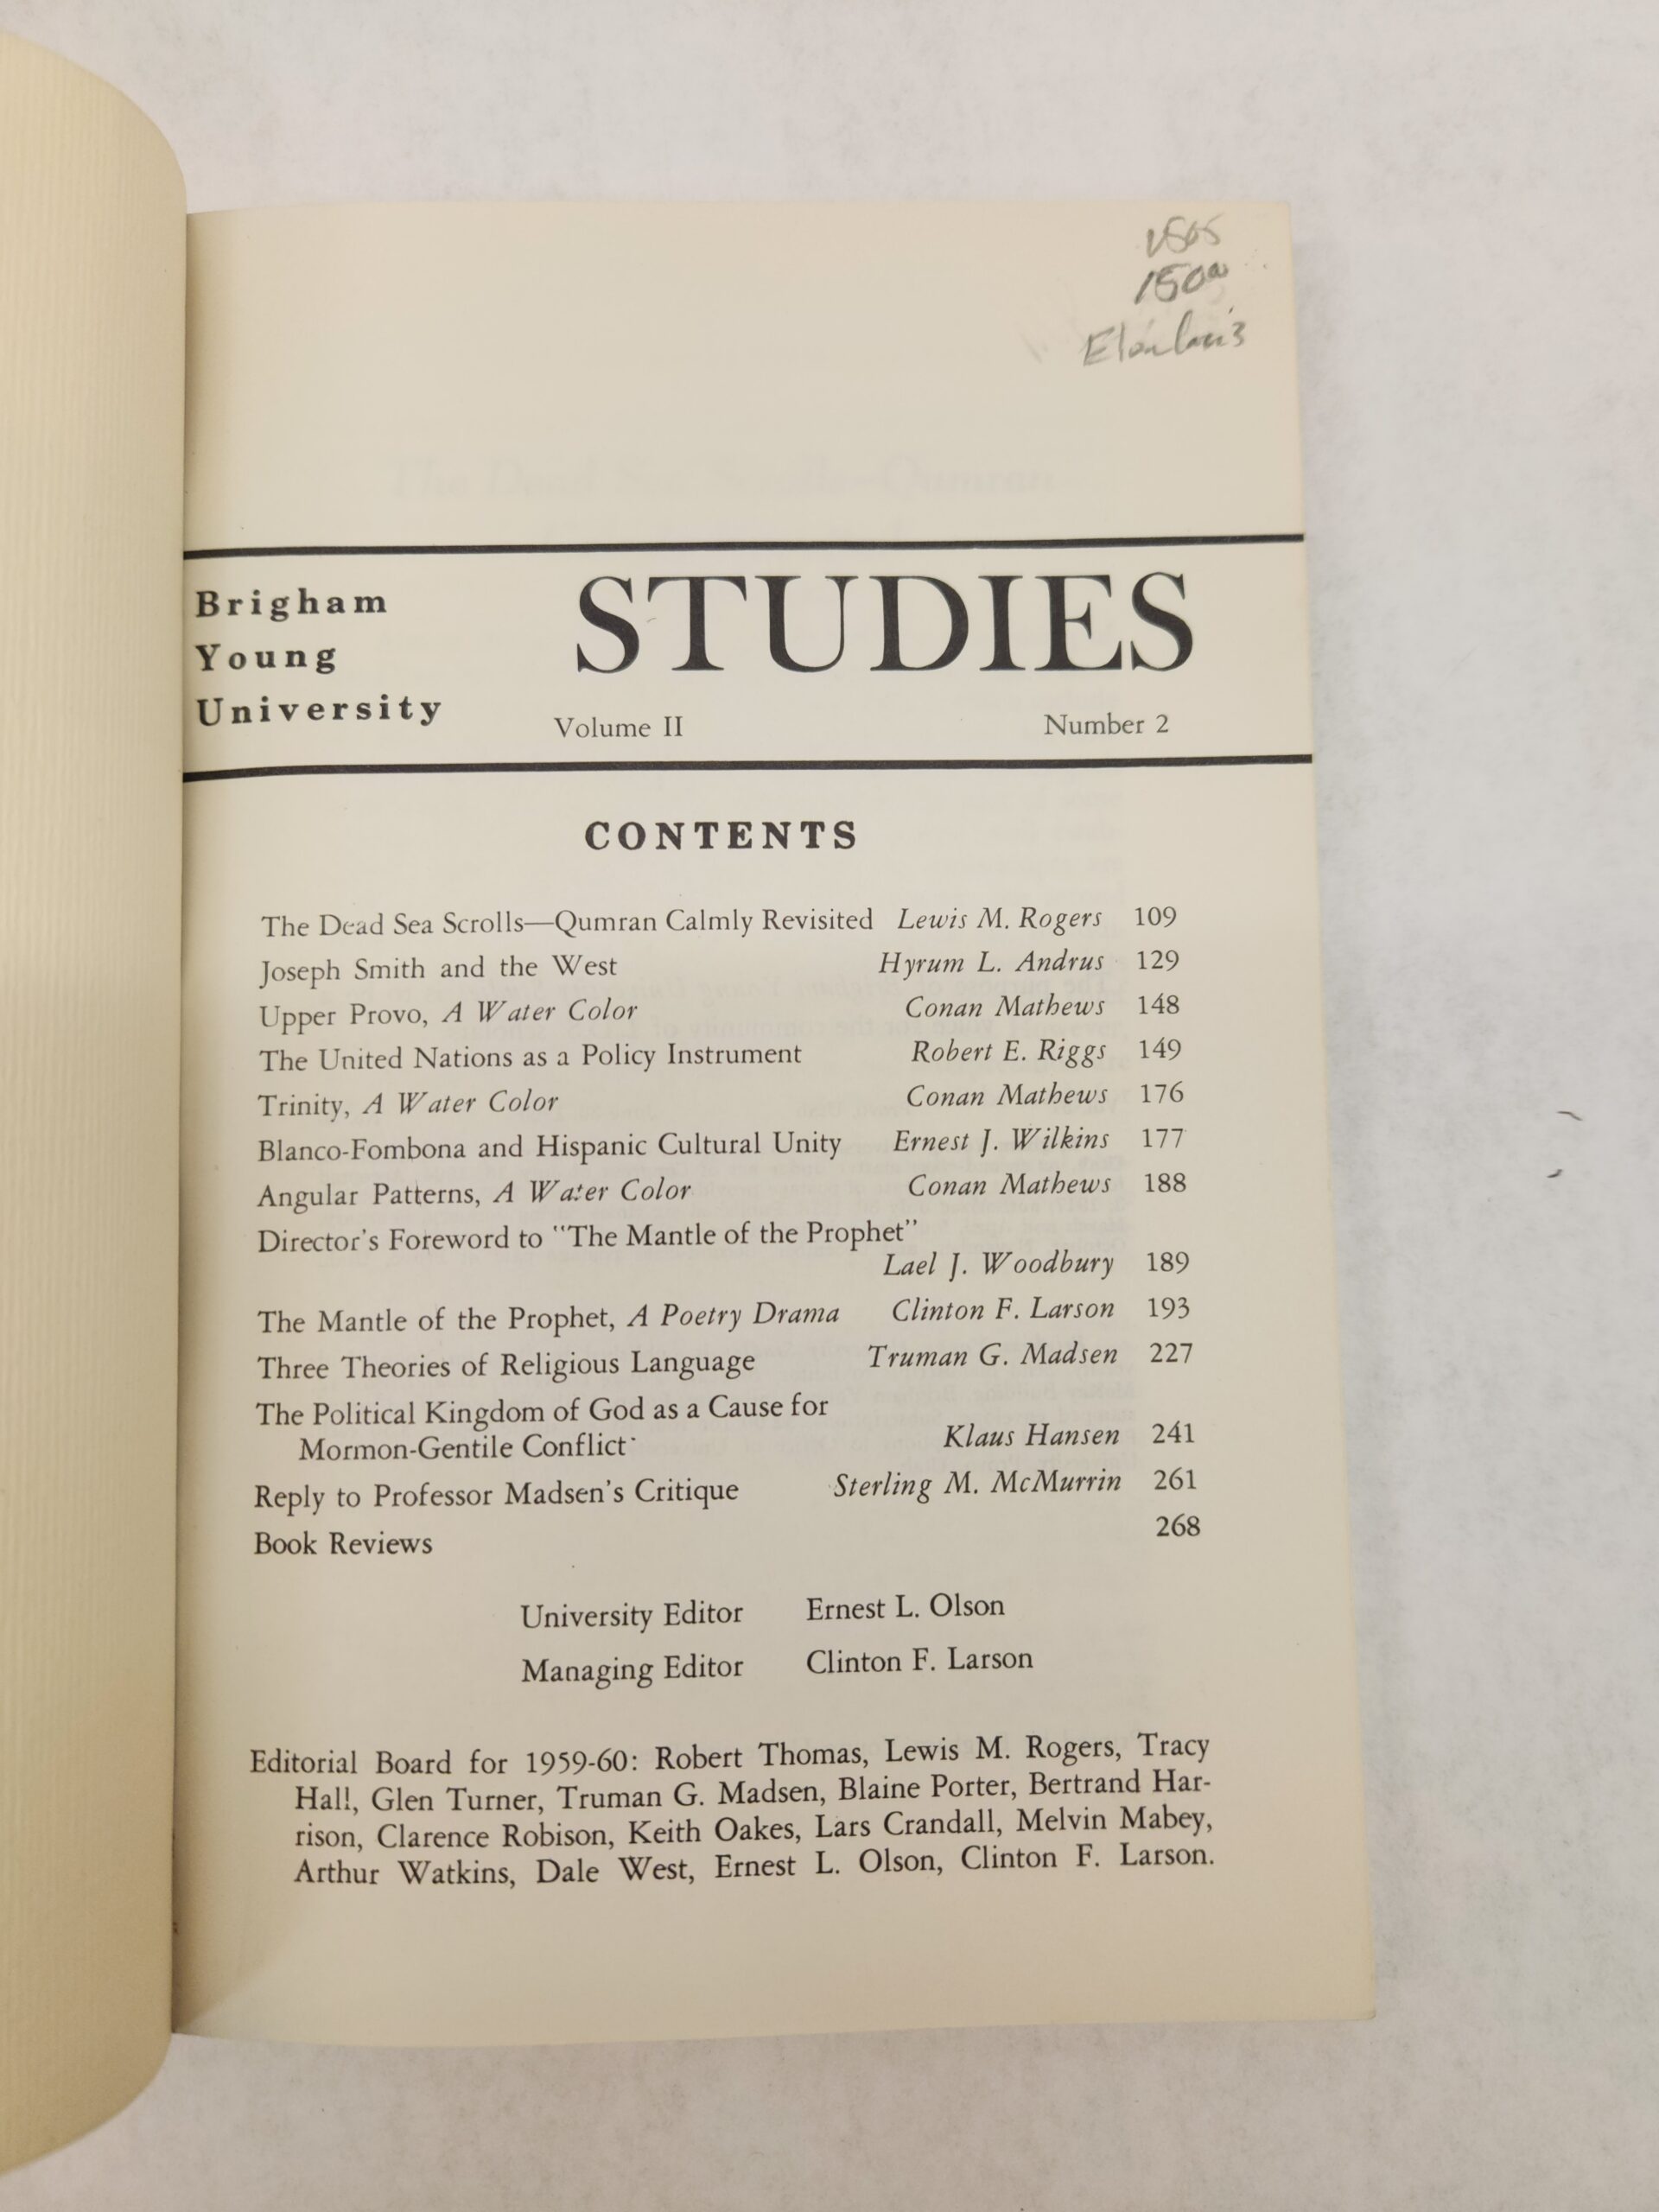 150⁰⁰
Brigham
Young
University
STUDIES
Volume II Number 2
CONTENTS
The Dead Sea Scrolls—Qumran Calmly Revisited Lewis M. Rogers 109
Joseph Smith and the West Hyrum L. Andrus 129
Upper Provo, A Water Color Conan Mathews 148
The United Nations as a Policy Instrument Robert E. Riggs 149
Trinity, A Water Color Conan Mathews 176
Blanco-Fombona and Hispanic Cultural Unity Ernest J. Wilkins 177
Angular Patterns, A Water Color Conan Mathews 188
Director's Foreword to "The Mantle of the Prophet"
Lael J. Woodbury 189
The Mantle of the Prophet, A Poetry Drama Clinton F. Larson 193
Three Theories of Religious Language Truman G. Madsen 227
The Political Kingdom of God as a Cause for
Mormon-Gentile Conflict Klaus Hansen 241
Reply to Professor Madsen's Critique Sterling M. McMurrin 261
Book Reviews 268
University Editor Ernest L. Olson
Managing Editor Clinton F. Larson
Editorial Board for 1959-60: Robert Thomas, Lewis M. Rogers, Tracy
Hall, Glen Turner, Truman G. Madsen, Blaine Porter, Bertrand Har-
rison, Clarence Robison, Keith Oakes, Lars Crandall, Melvin Mabey,
Arthur Watkins, Dale West, Ernest L. Olson, Clinton F. Larson.